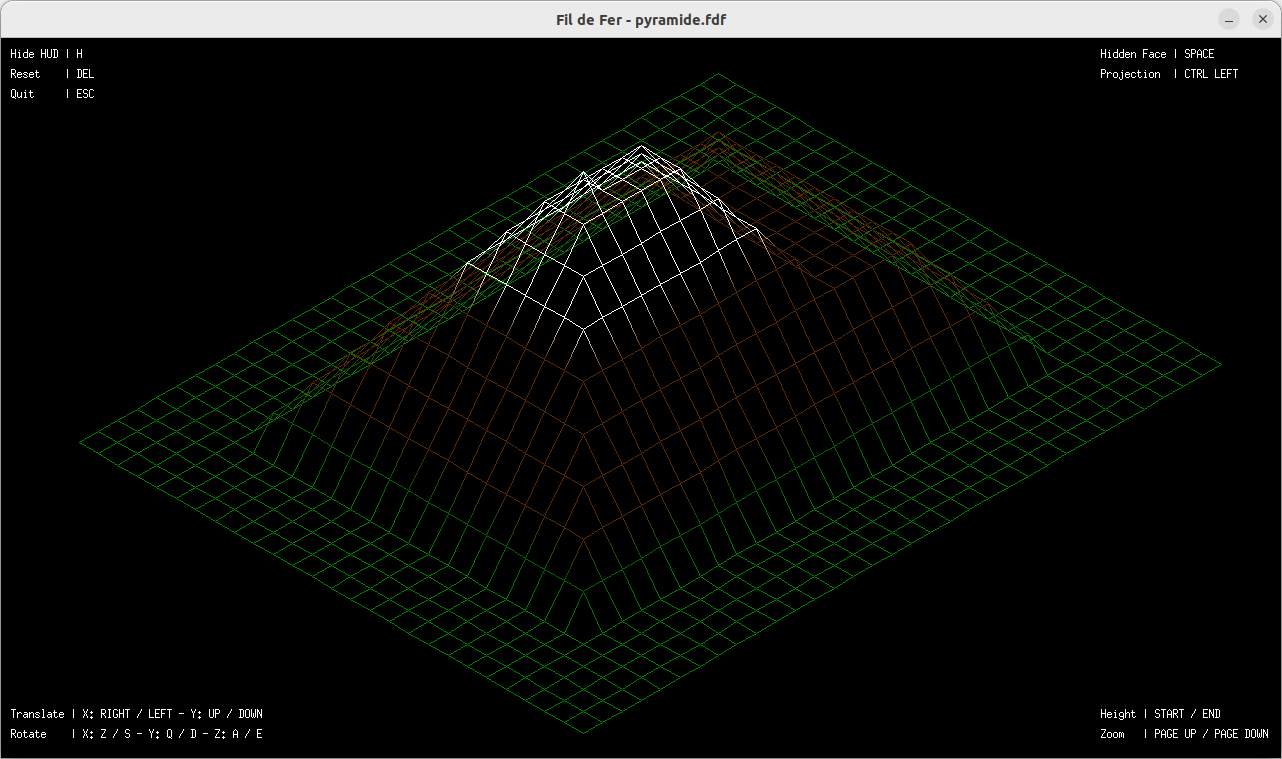 Fil de Fer - pyramide.fdf
Hide HUD | H
Reset | DEL
Quit | ESC
Hidden Face | SPACE
Projection | CTRL LEFT
Translate | X: RIGHT / LEFT - Y: UP / DOWN
Rotate | X: Z / S - Y: Q / D - Z: A / E
Height | START / END
Zoom | PAGE UP / PAGE DOWN